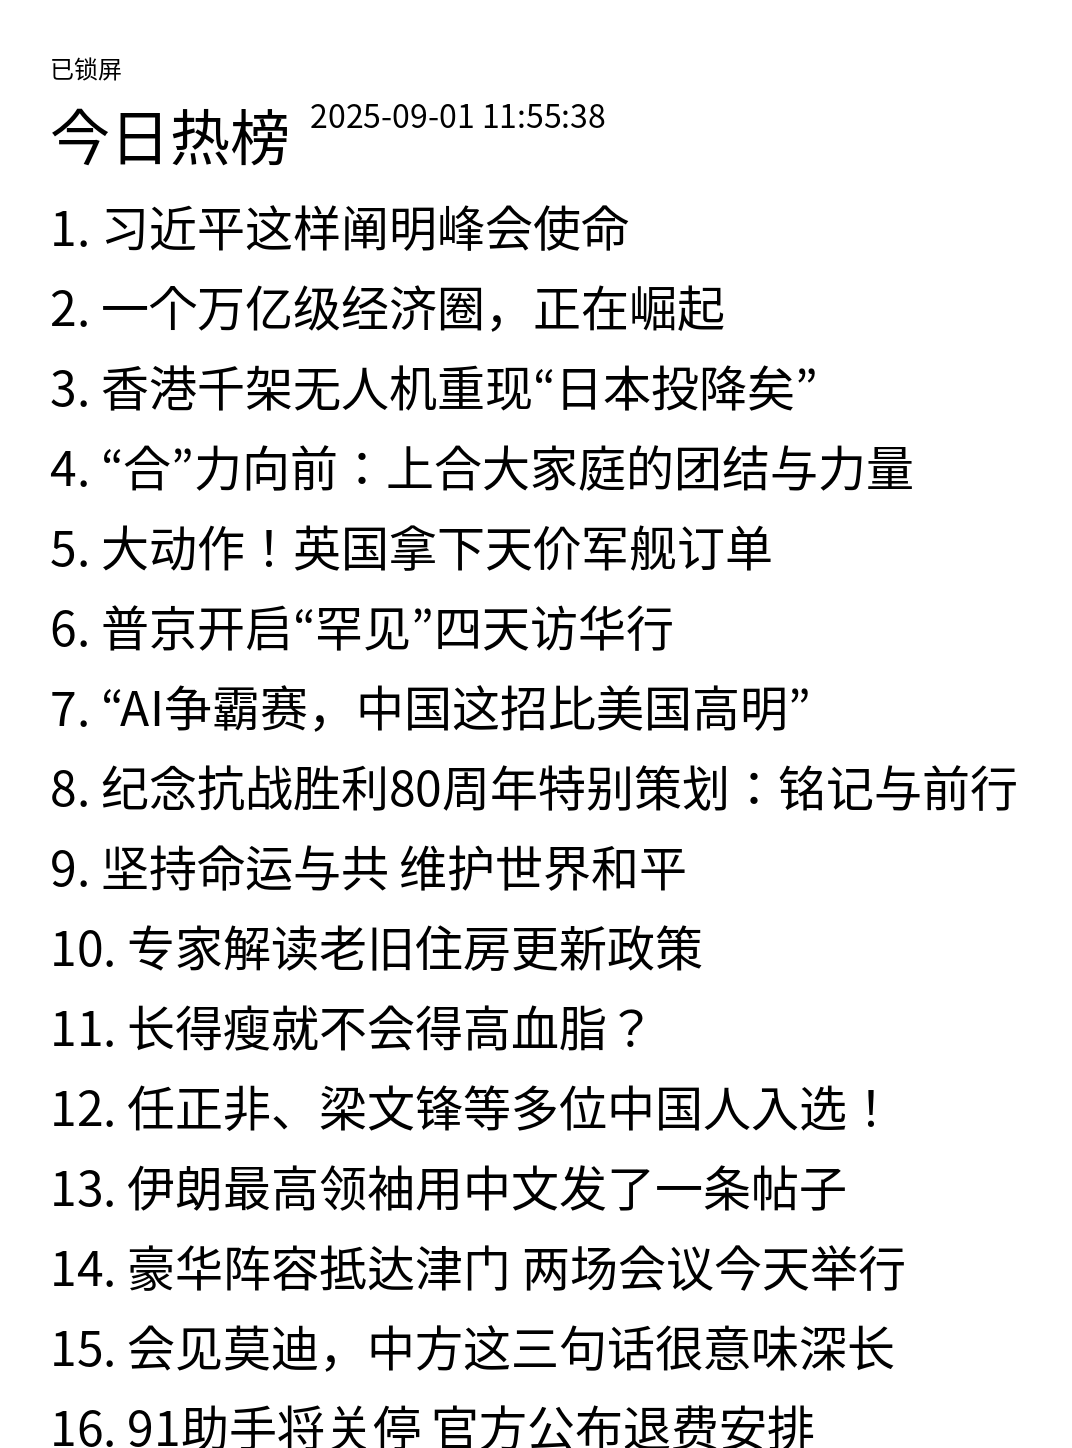 已锁屏
今日热榜 2025-09-01 11:55:38
1. 习近平这样阐明峰会使命
2. 一个万亿级经济圈，正在崛起
3. 香港千架无人机重现“日本投降矣”
4. “合”力向前：上合大家庭的团结与力量
5. 大动作！英国拿下天价军舰订单
6. 普京开启“罕见”四天访华行
7. “AI争霸赛，中国这招比美国高明”
8. 纪念抗战胜利80周年特别策划：铭记与前行
9. 坚持命运与共 维护世界和平
10. 专家解读老旧住房更新政策
11. 长得瘦就不会得高血脂？
12. 任正非、梁文锋等多位中国人入选！
13. 伊朗最高领袖用中文发了一条帖子
14. 豪华阵容抵达津门 两场会议今天举行
15. 会见莫迪，中方这三句话很意味深长
16. 91助手将关停 官方公布退费安排